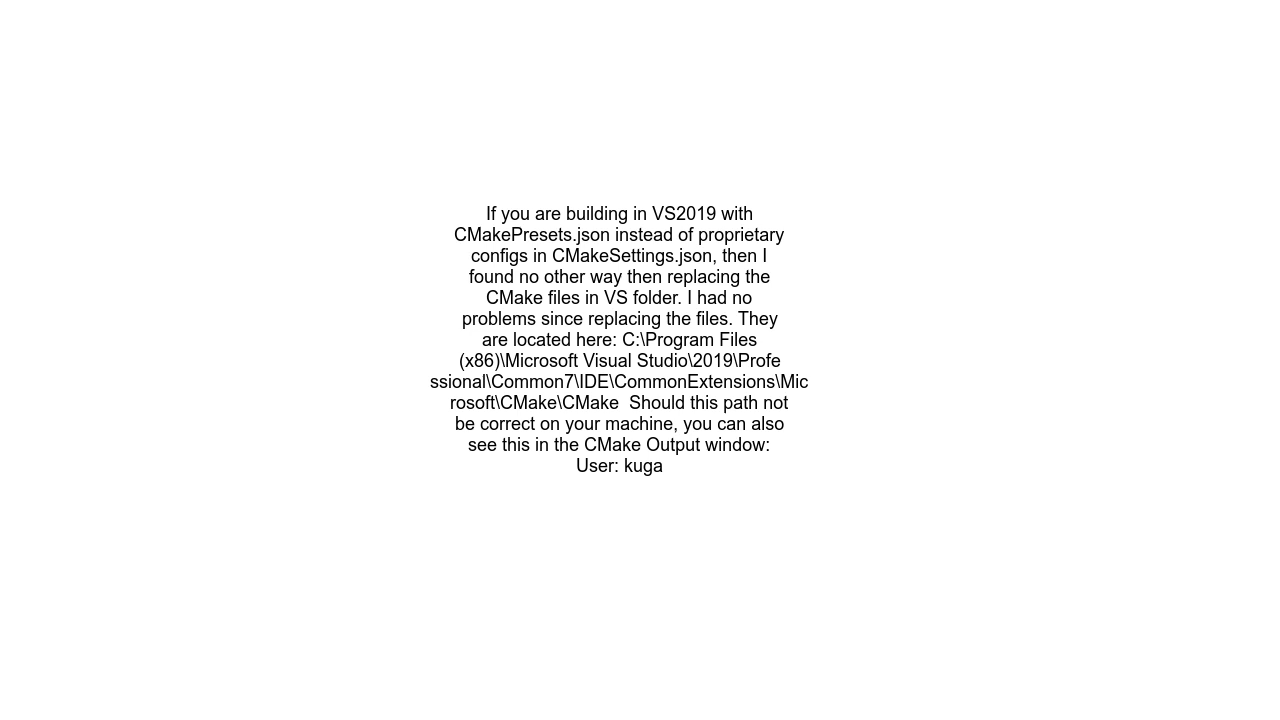 If you are building in VS2019 with
CMakePresets.json instead of proprietary
configs in CMakeSettings.json, then I
found no other way then replacing the
CMake files in VS folder. I had no
problems since replacing the files. They
are located here: C:\Program Files
(x86)\Microsoft Visual Studio\2019\Profe
ssional\Common7\IDE\CommonExtensions\Mic
rosoft\CMake\CMake  Should this path not
be correct on your machine, you can also
see this in the CMake Output window:
User: kuga